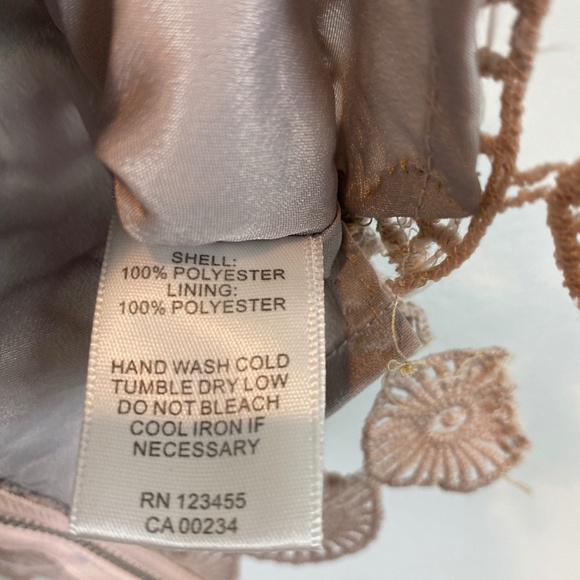 SHELL:
100% POLYESTER
LINING:
100% POLYESTER
HAND WASH COLD
TUMBLE DRY LOW
DO NOT BLEACH
COOL IRON IF
NECESSARY
RN 123455
CA 00234